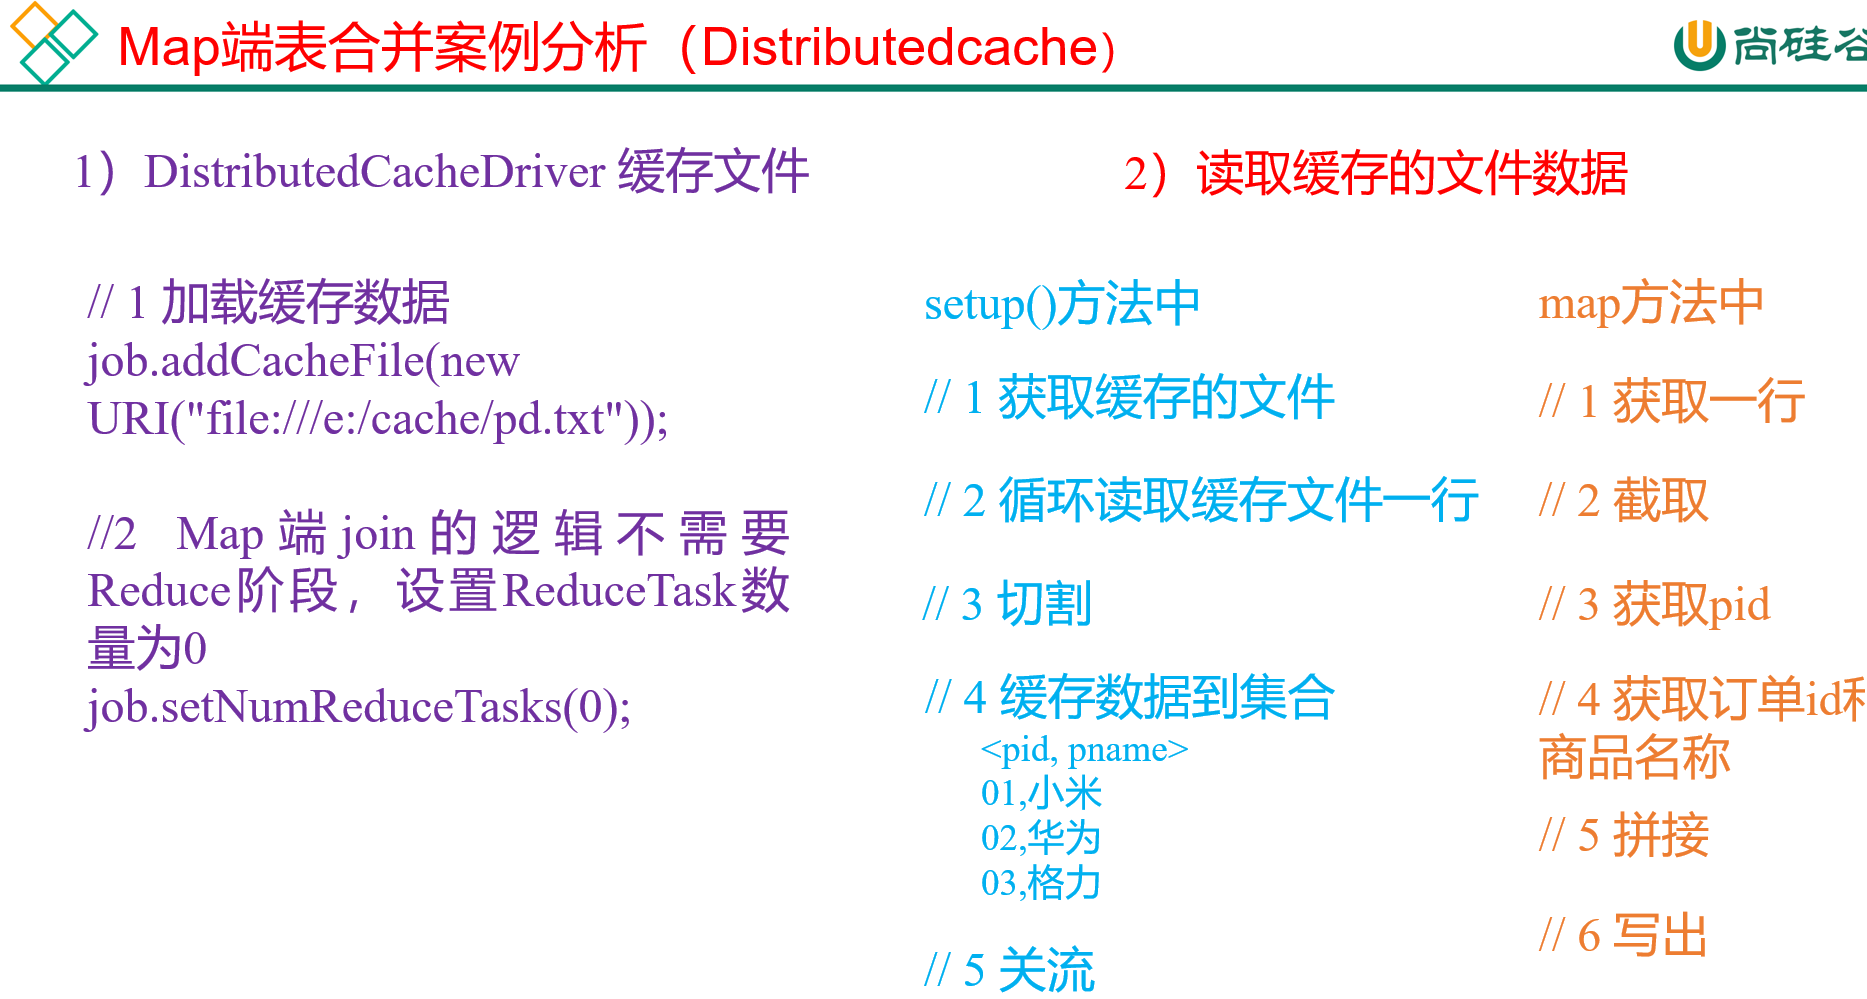 Map端表合并案例分析（Distributedcache）
尚硅谷
1）DistributedCacheDriver 缓存文件
// 1 加载缓存数据
job.addCacheFile(new
URI("file:///e:/cache/pd.txt"));
//2 Map端join的逻辑不需要
Reduce阶段，设置ReduceTask数
量为0
job.setNumReduceTasks(0);
2）读取缓存的文件数据
setup()方法中
// 1 获取缓存的文件
// 2 循环读取缓存文件一行
// 3 切割
// 4 缓存数据到集合
<pid, pname>
01,小米
02,华为
03,格力
// 5 关流
map方法中
// 1 获取一行
// 2 截取
// 3 获取pid
// 4 获取订单id和
商品名称
// 5 拼接
// 6 写出